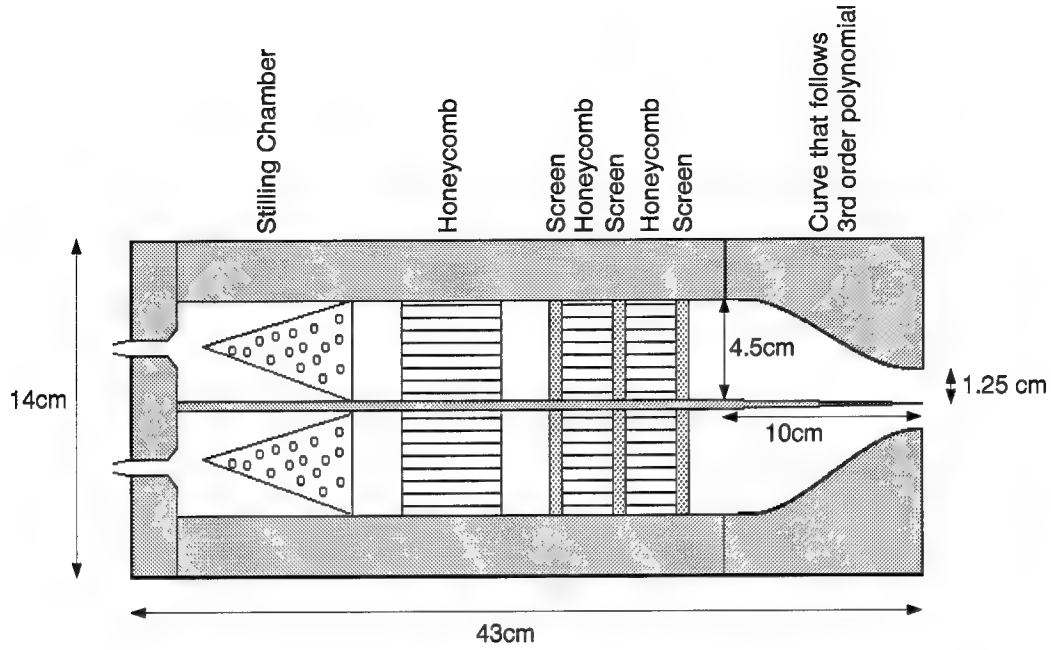 Stilling Chamber
Honeycomb
Screen
Honeycomb
Screen
Honeycomb
Screen
Curve that follows
3rd order polynomial
4.5cm
1.25 cm
14cm
10cm
43cm